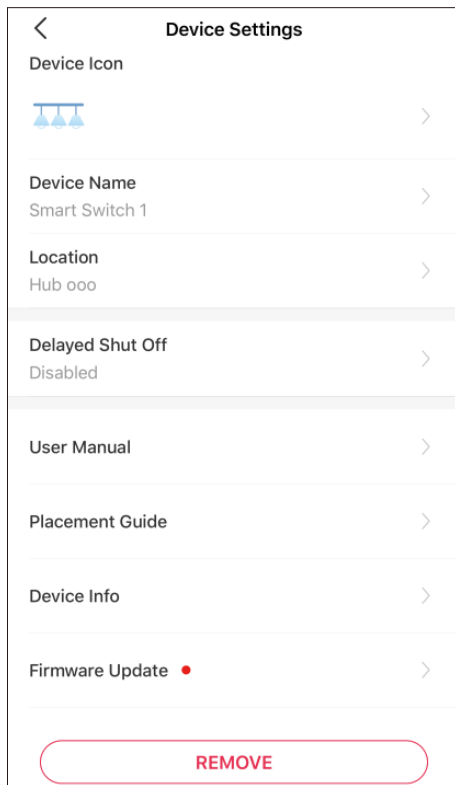 Device Settings
Device Icon
Device Name
Smart Switch 1
Location
Hub ooo
Delayed Shut Off
Disabled
User Manual
Placement Guide
Device Info
Firmware Update
REMOVE